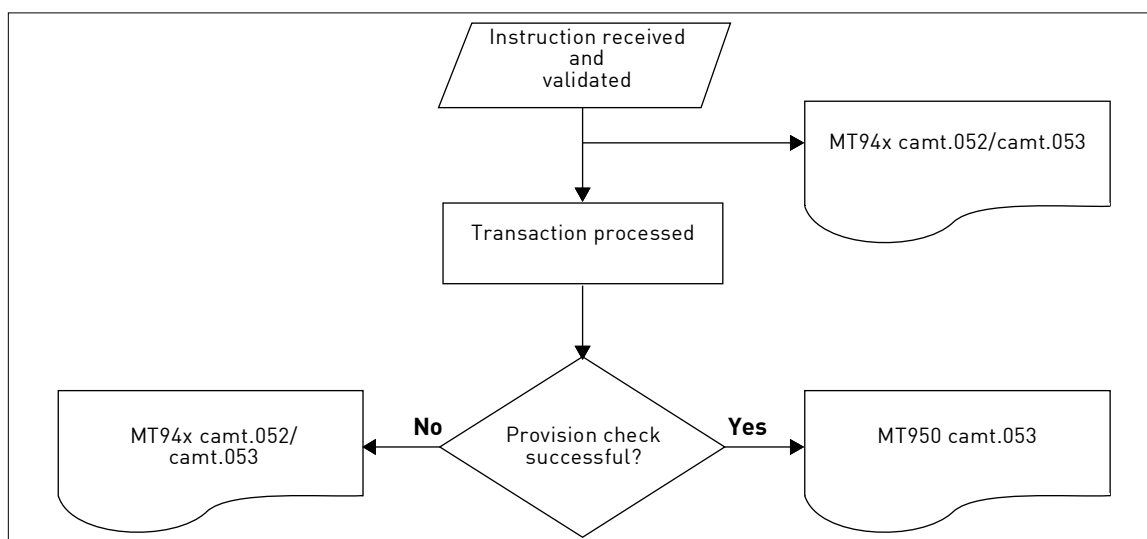 Instruction received
and
validated
MT94x camt.052/camt.053
Transaction processed
No
Yes
MT94x camt.052/
camt.053
Provision check
successful?
MT950 camt.053